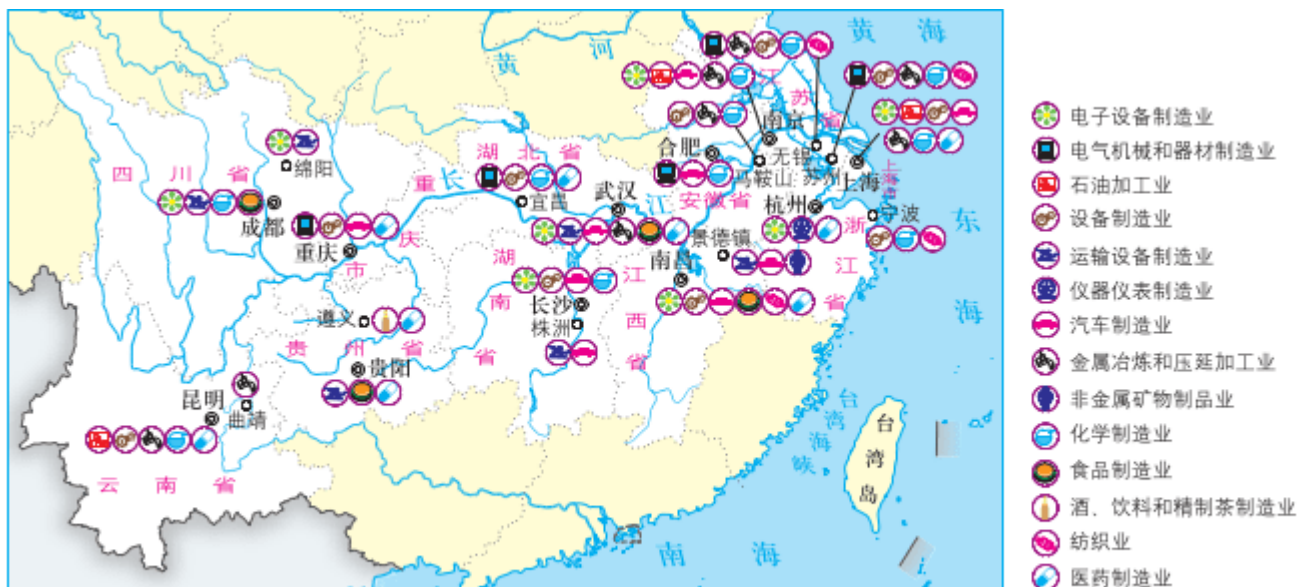 黄河
黄海
江苏省
南京
无锡
马鞍山
苏州
上海
上海市
合肥
安徽省
杭州
宁波
浙江省
东海
四川省
绵阳
成都
重庆
重庆市
长江
湖北省
宜昌
武汉
景德镇
南昌
江西省
湖南省
长沙
株洲
遵义
贵州省
贵阳
昆明
曲靖
云南省
台湾海峡
台湾岛
南海
电子设备制造业
电气机械和器材制造业
石油加工业
设备制造业
运输设备制造业
仪器仪表制造业
汽车制造业
金属冶炼和压延加工业
非金属矿物制品业
化学制造业
食品制造业
酒、饮料和精制茶制造业
纺织业
医药制造业